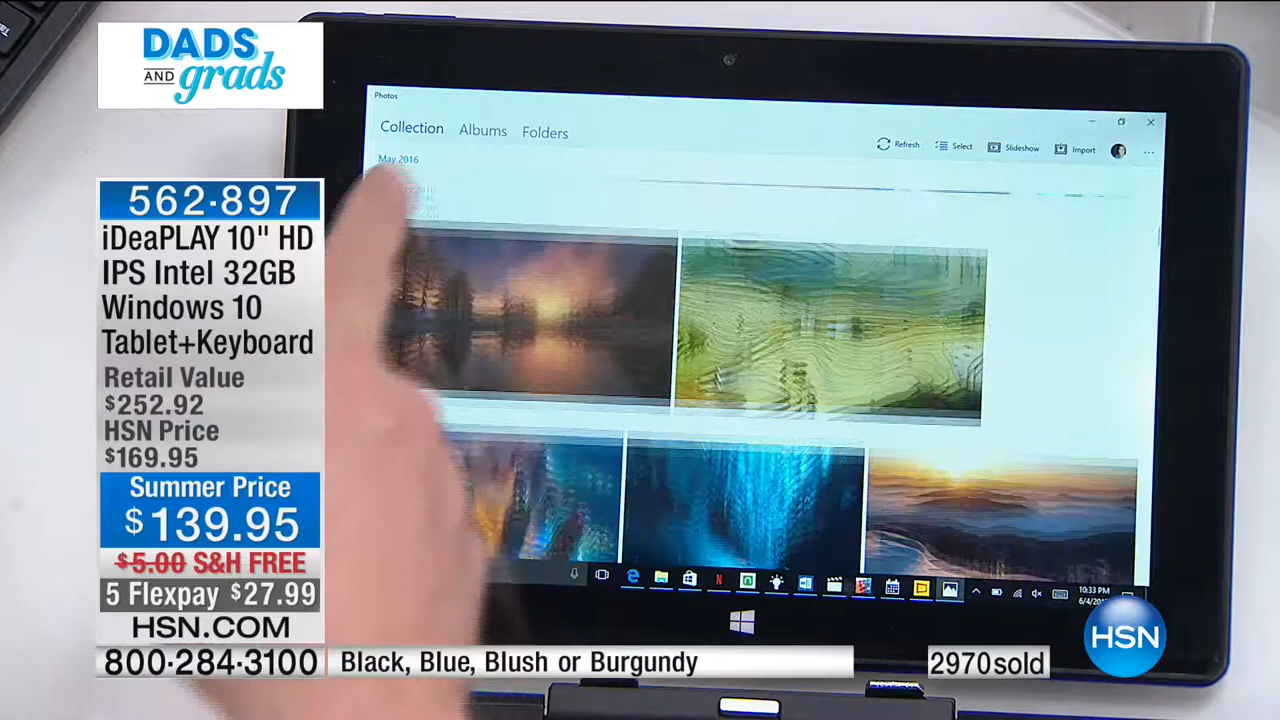 DADS
AND grads
562-897
iDeaPLAY 10" HD
IPS Intel 32GB
Windows 10
Tablet+Keyboard
Retail Value
$252.92
HSN Price
$169.95
Summer Price
$139.95
$5.00 S&H FREE
5 Flexpay $27.99
HSN.COM
800-284-3100
Black, Blue, Blush or Burgundy
2970sold
HSN
Photos
Collection Albums Folders
Refresh Select Slideshow Import
May 2016
10:33 PM